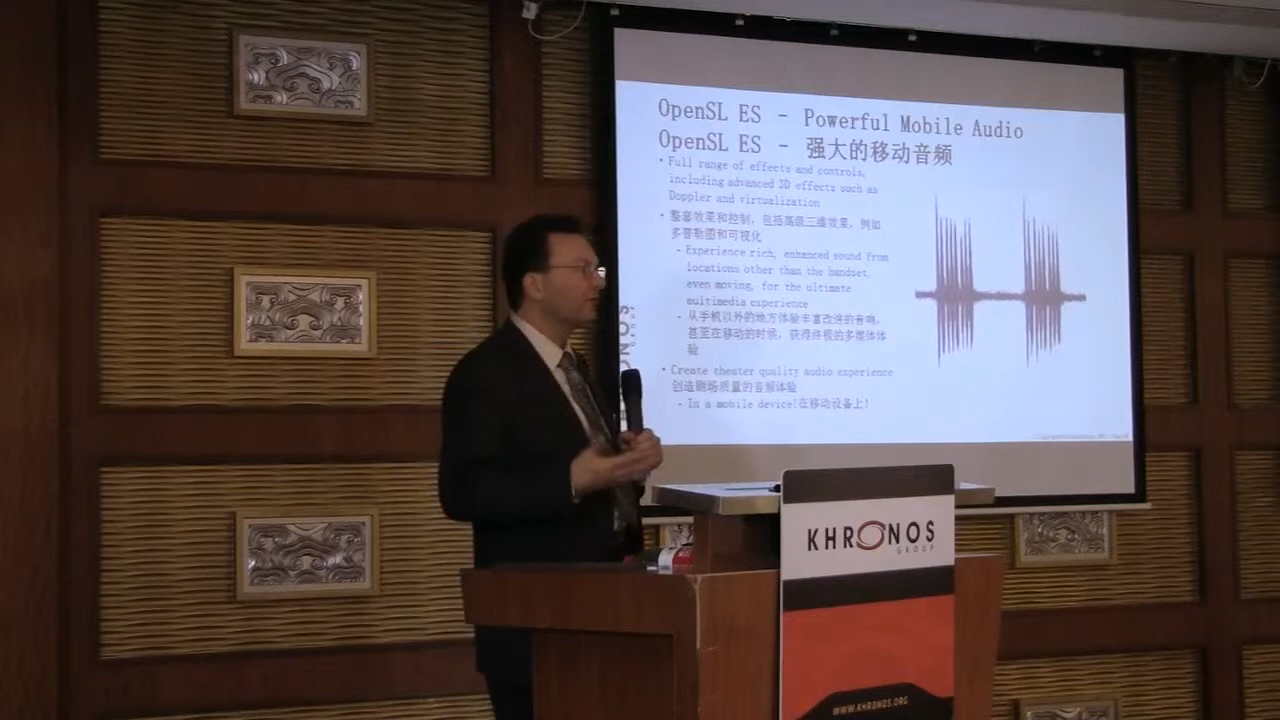 OpenSL ES - Powerful Mobile Audio
OpenSL ES - 强大的移动音频
• Full range of effects and controls,
including advanced 3D effects such as
Doppler and virtualization
• 整套效果和控制，包括高级三维效果，例如
多普勒图和可视化
- Experience rich, enhanced sound from
locations other than the handset,
even moving, for the ultimate
multimedia experience
- 从手机以外的地方体验丰富改进的音响，
甚至在移动的时候，获得终极的多媒体体
验
• Create theater quality audio experience
创造剧场质量的音频体验
- In a mobile device!在移动设备上!
KHRONOS
GROUP
WWW.KHRONOS.ORG